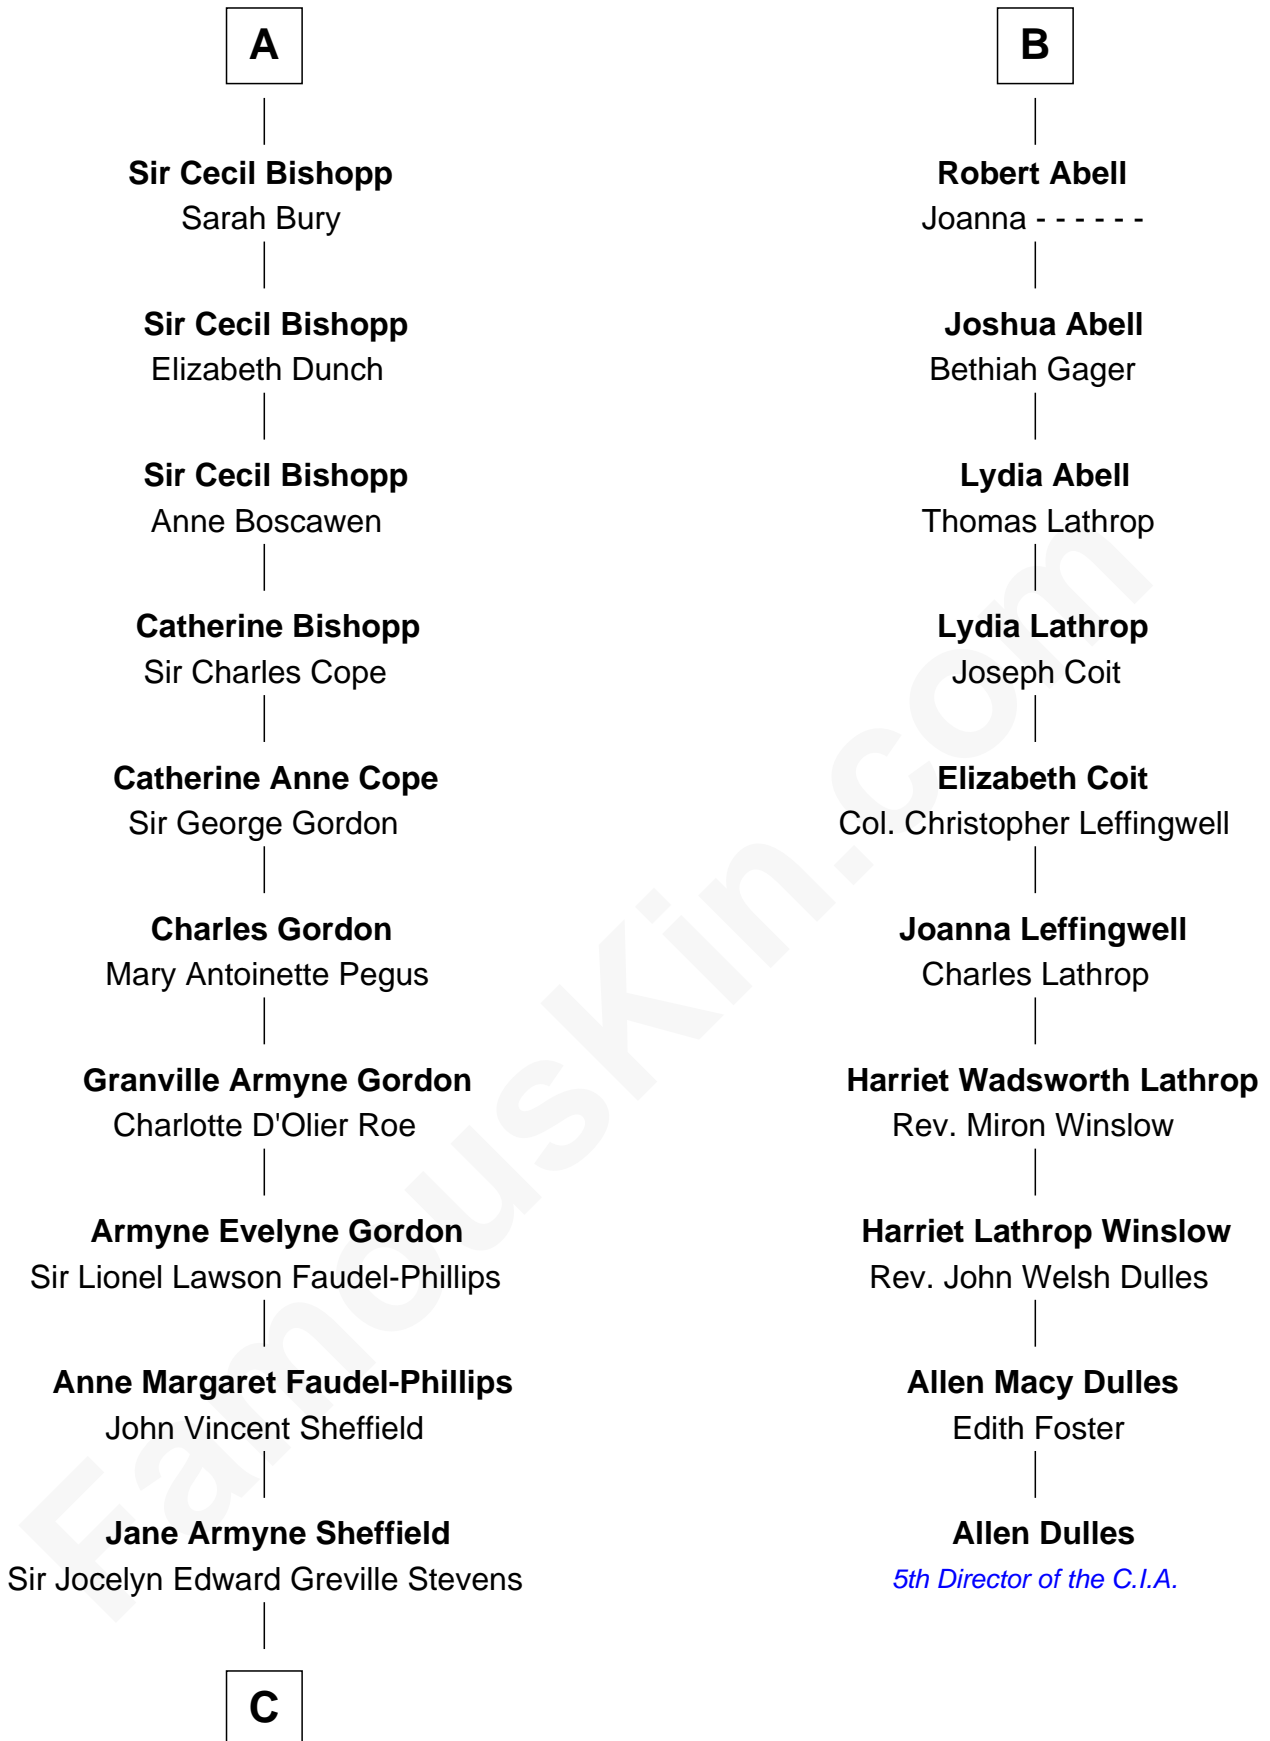 A
Sir Cecil Bishopp
Sarah Bury
Sir Cecil Bishopp
Elizabeth Dunch
Sir Cecil Bishopp
Anne Boscawen
Catherine Bishopp
Sir Charles Cope
Catherine Anne Cope
Sir George Gordon
Charles Gordon
Mary Antoinette Pegus
Granville Armyne Gordon
Charlotte D'Olier Roe
Armyne Evelyne Gordon
Sir Lionel Lawson Faudel-Phillips
Anne Margaret Faudel-Phillips
John Vincent Sheffield
Jane Armyne Sheffield
Sir Jocelyn Edward Greville Stevens
C
B
Robert Abell
Joanna - - - - - -
Joshua Abell
Bethiah Gager
Lydia Abell
Thomas Lathrop
Lydia Lathrop
Joseph Coit
Elizabeth Coit
Col. Christopher Leffingwell
Joanna Leffingwell
Charles Lathrop
Harriet Wadsworth Lathrop
Rev. Miron Winslow
Harriet Lathrop Winslow
Rev. John Welsh Dulles
Allen Macy Dulles
Edith Foster
Allen Dulles
5th Director of the C.I.A.
FamousKin.com